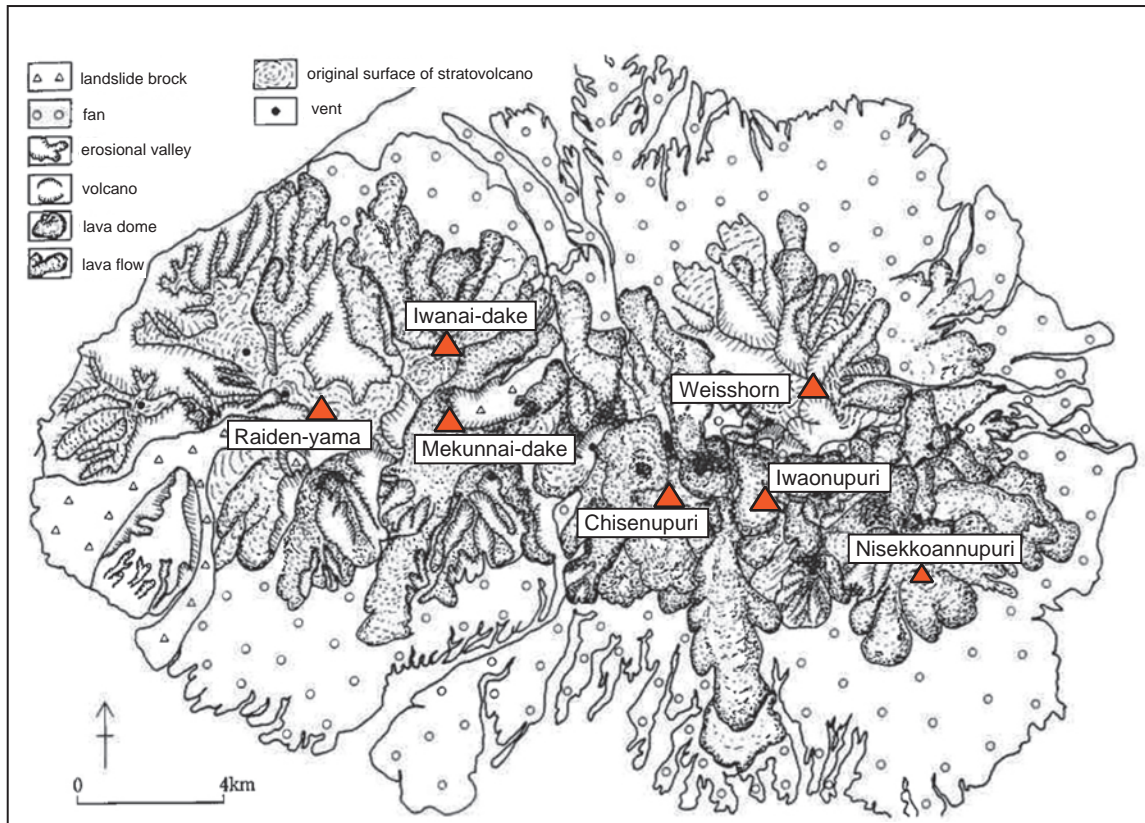 landslide brock
fan
erosional valley
volcano
lava dome
lava flow
original surface of stratovolcano
vent
Iwanai-dake
Weisshorn
Raiden-yama
Mekunnai-dake
Iwaonupuri
Chisenupuri
Nisekkoannupuri
0 4km